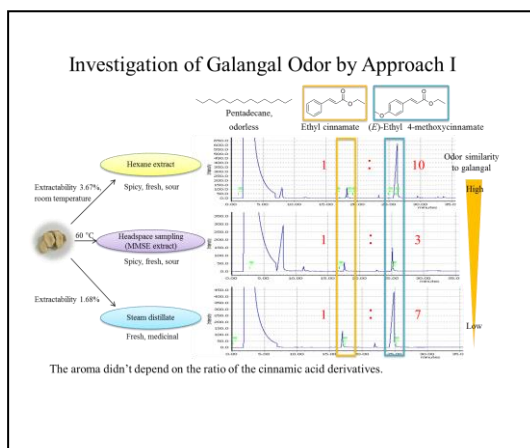 Investigation of Galangal Odor by Approach I
Pentadecane,
odorless
Ethyl cinnamate
(E)-Ethyl 4-methoxycinnamate
Odor similarity
to galangal
High
Low
Hexane extract
Spicy, fresh, sour
Extractability 3.67%,
room temperature
1 : 10
60 °C
Headspace sampling
(MMSE extract)
Spicy, fresh, sour
1 : 3
Extractability 1.68%
Steam distillate
Fresh, medicinal
1 : 7
The aroma didn't depend on the ratio of the cinnamic acid derivatives.